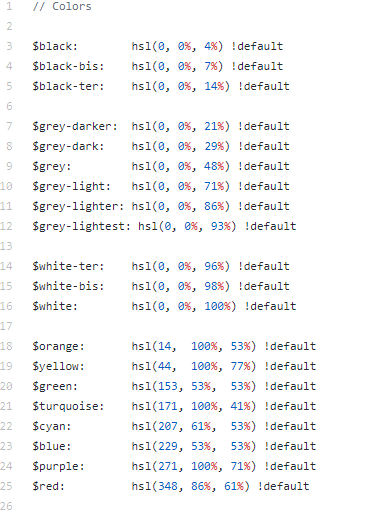 1 // Colors
2
3 $black:        hsl(0, 0%, 4%) !default
4 $black-bis:    hsl(0, 0%, 7%) !default
5 $black-ter:    hsl(0, 0%, 14%) !default
6
7 $grey-darker:  hsl(0, 0%, 21%) !default
8 $grey-dark:    hsl(0, 0%, 29%) !default
9 $grey:         hsl(0, 0%, 48%) !default
10 $grey-light:   hsl(0, 0%, 71%) !default
11 $grey-lighter: hsl(0, 0%, 86%) !default
12 $grey-lightest: hsl(0, 0%, 93%) !default
13
14 $white-ter:    hsl(0, 0%, 96%) !default
15 $white-bis:    hsl(0, 0%, 98%) !default
16 $white:        hsl(0, 0%, 100%) !default
17
18 $orange:       hsl(14,  100%, 53%) !default
19 $yellow:       hsl(44,  100%, 77%) !default
20 $green:        hsl(153, 53%,  53%) !default
21 $turquoise:    hsl(171, 100%, 41%) !default
22 $cyan:         hsl(207, 61%,  53%) !default
23 $blue:         hsl(229, 53%,  53%) !default
24 $purple:       hsl(271, 100%, 71%) !default
25 $red:          hsl(348, 86%, 61%) !default
26